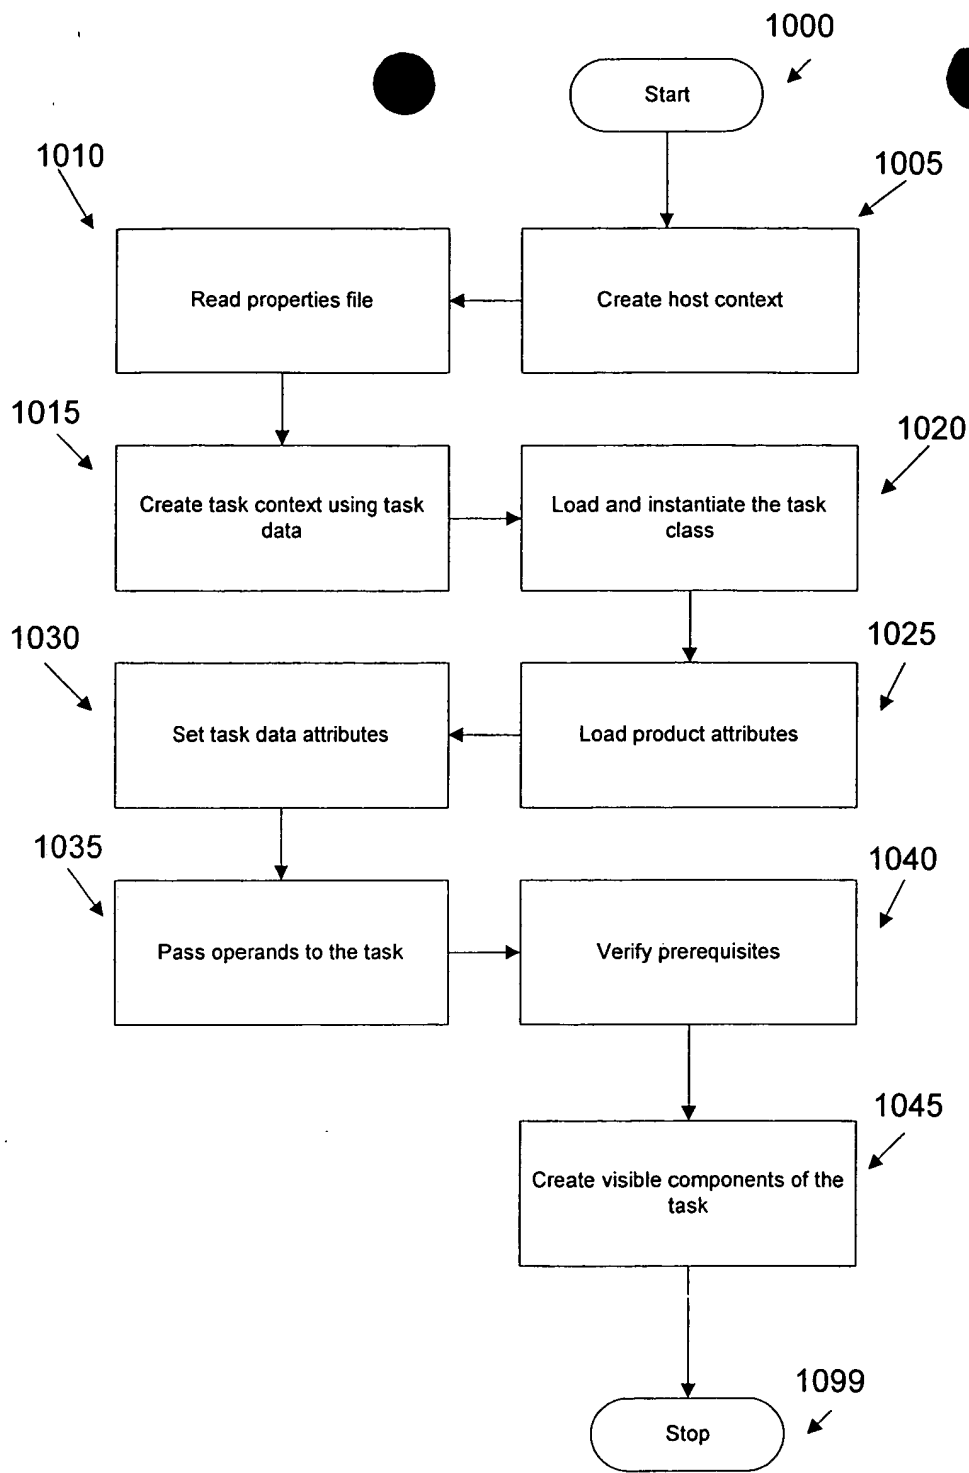 1000
Start
1010
1005
Read properties file
Create host context
1015
1020
Create task context using task
data
Load and instantiate the task
class
1030
1025
Set task data attributes
Load product attributes
1035
1040
Pass operands to the task
Verify prerequisites
1045
Create visible components of the
task
1099
Stop